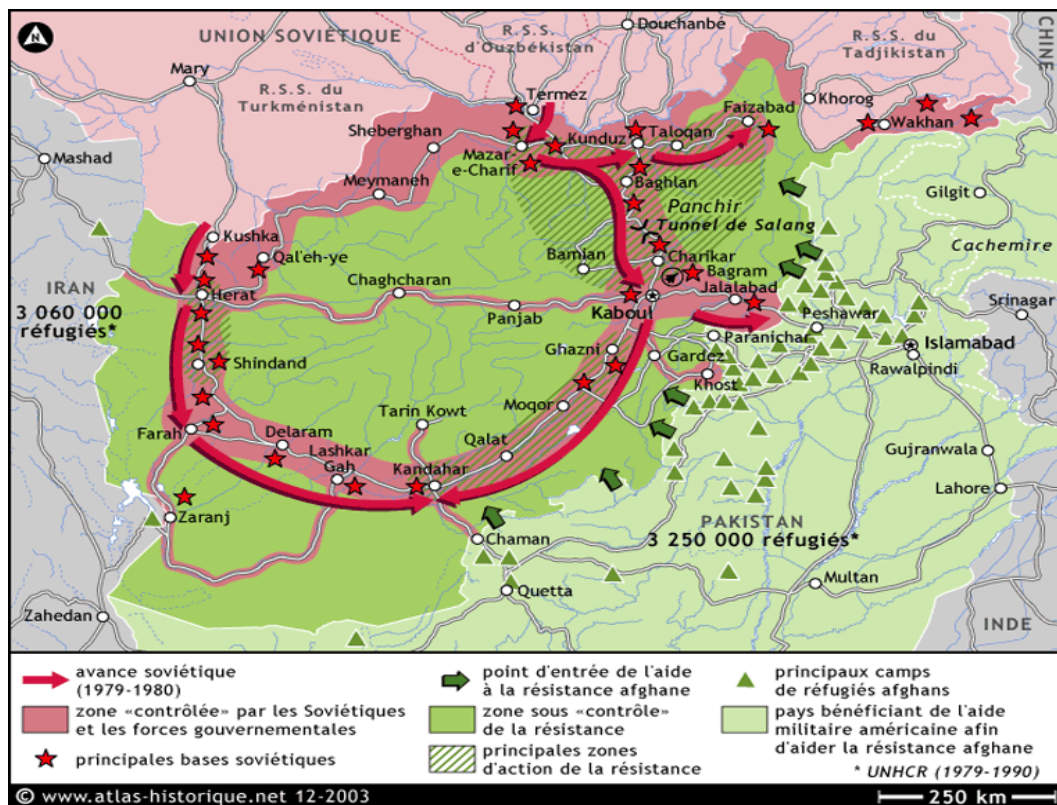 N
UNION SOVIÉTIQUE
R.S.S.
d'Ouzbékistan
Douchanbé
R.S.S. du
Tadjikistan
CHINE
Mary
R.S.S. du
Turkménistan
Termez
Khorog
Faizabad
Sheberghan
Kunduz
Taloqan
Wakhan
Mashad
Mazar-
e-Charif
Meymaneh
Baghlan
Gilgit
Panchir
Tunnel de Salang
Kushka
Qal'eh-ye
Bamian
Charikar
Cachemire
IRAN
Chaghcharan
Bagram
Herat
Jalalabad
3 060 000
réfugiés*
Panjab
Kaboul
Peshawar
Srinagar
Paranichar
Islamabad
Ghazni
Shindand
Gardez
Rawalpindi
Khost
Moqor
Tarin Kowt
Farah
Delaram
Qalat
Lashkar
Gah
Kandahar
Gujranwala
Lahore
Zaranj
PAKISTAN
3 250 000 réfugiés*
Chaman
Multan
Quetta
Zahedan
INDE
avance soviétique
(1979-1980)
zone «contrôlée» par les Soviétiques
et les forces gouvernementales
principales bases soviétiques
point d'entrée de l'aide
à la résistance afghane
zone sous «contrôle»
de la résistance
principales zones
d'action de la résistance
principaux camps
de réfugiés afghans
pays bénéficiant de l'aide
militaire américaine afin
d'aider la résistance afghane
* UNHCR (1979-1990)
© www.atlas-historique.net 12-2003
250 km